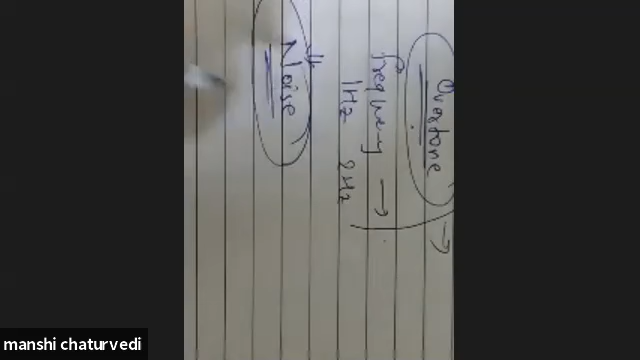 Overtone →
frequency →
1Hz 2Hz
Noise
manshi chaturvedi